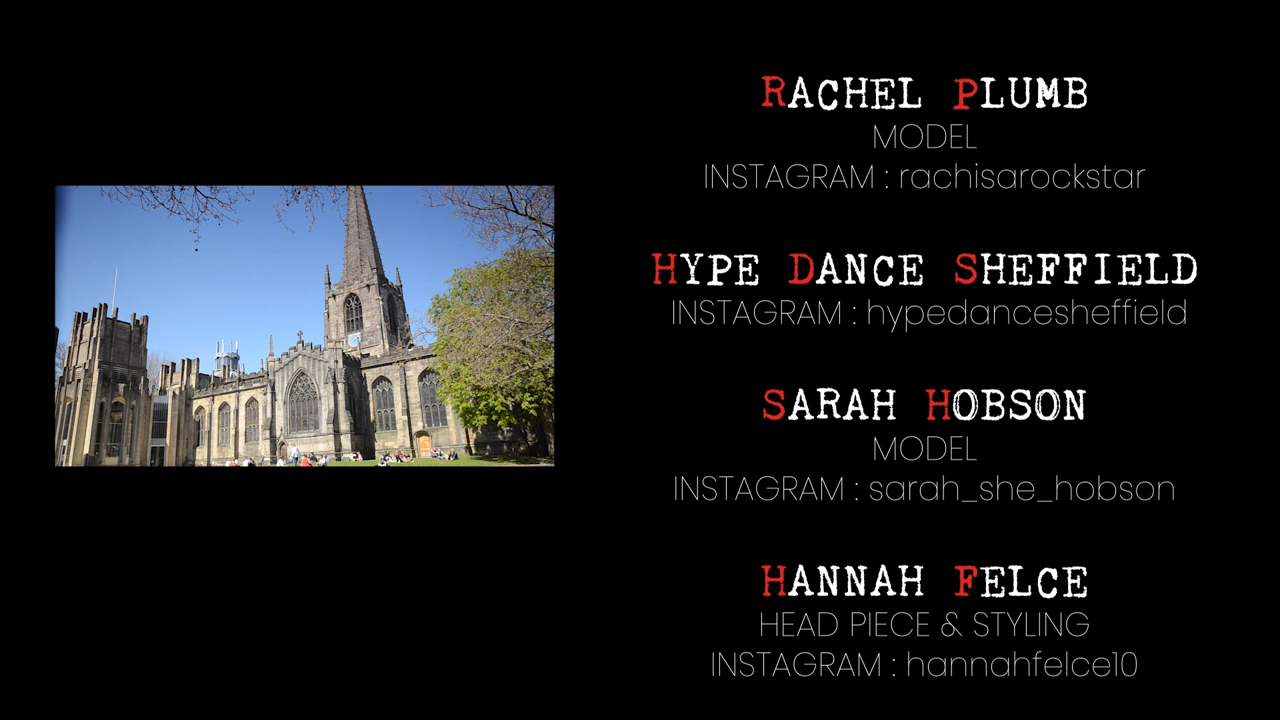 RACHEL PLUMB
MODEL
INSTAGRAM : rachisarockstar
HYPE DANCE SHEFFIELD
INSTAGRAM : hypedancesheffield
SARAH HOBSON
MODEL
INSTAGRAM : sarah_she_hobson
HANNAH FELCE
HEAD PIECE & STYLING
INSTAGRAM : hannahfelce10